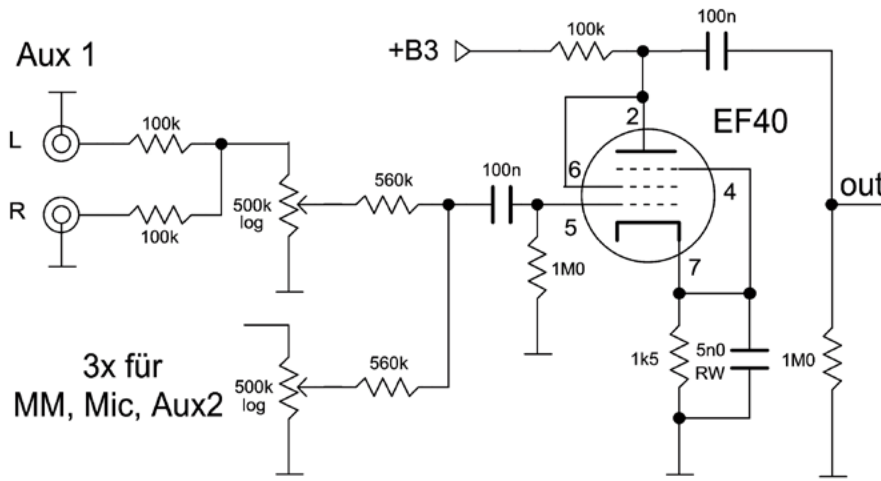 Aux 1
L
R
100k
100k
500k
log
560k
100n
1M0
3x für
MM, Mic, Aux2
500k
log
560k
+B3
100k
100n
EF40
2
6
5
4
7
1k5
5n0
RW
1M0
out